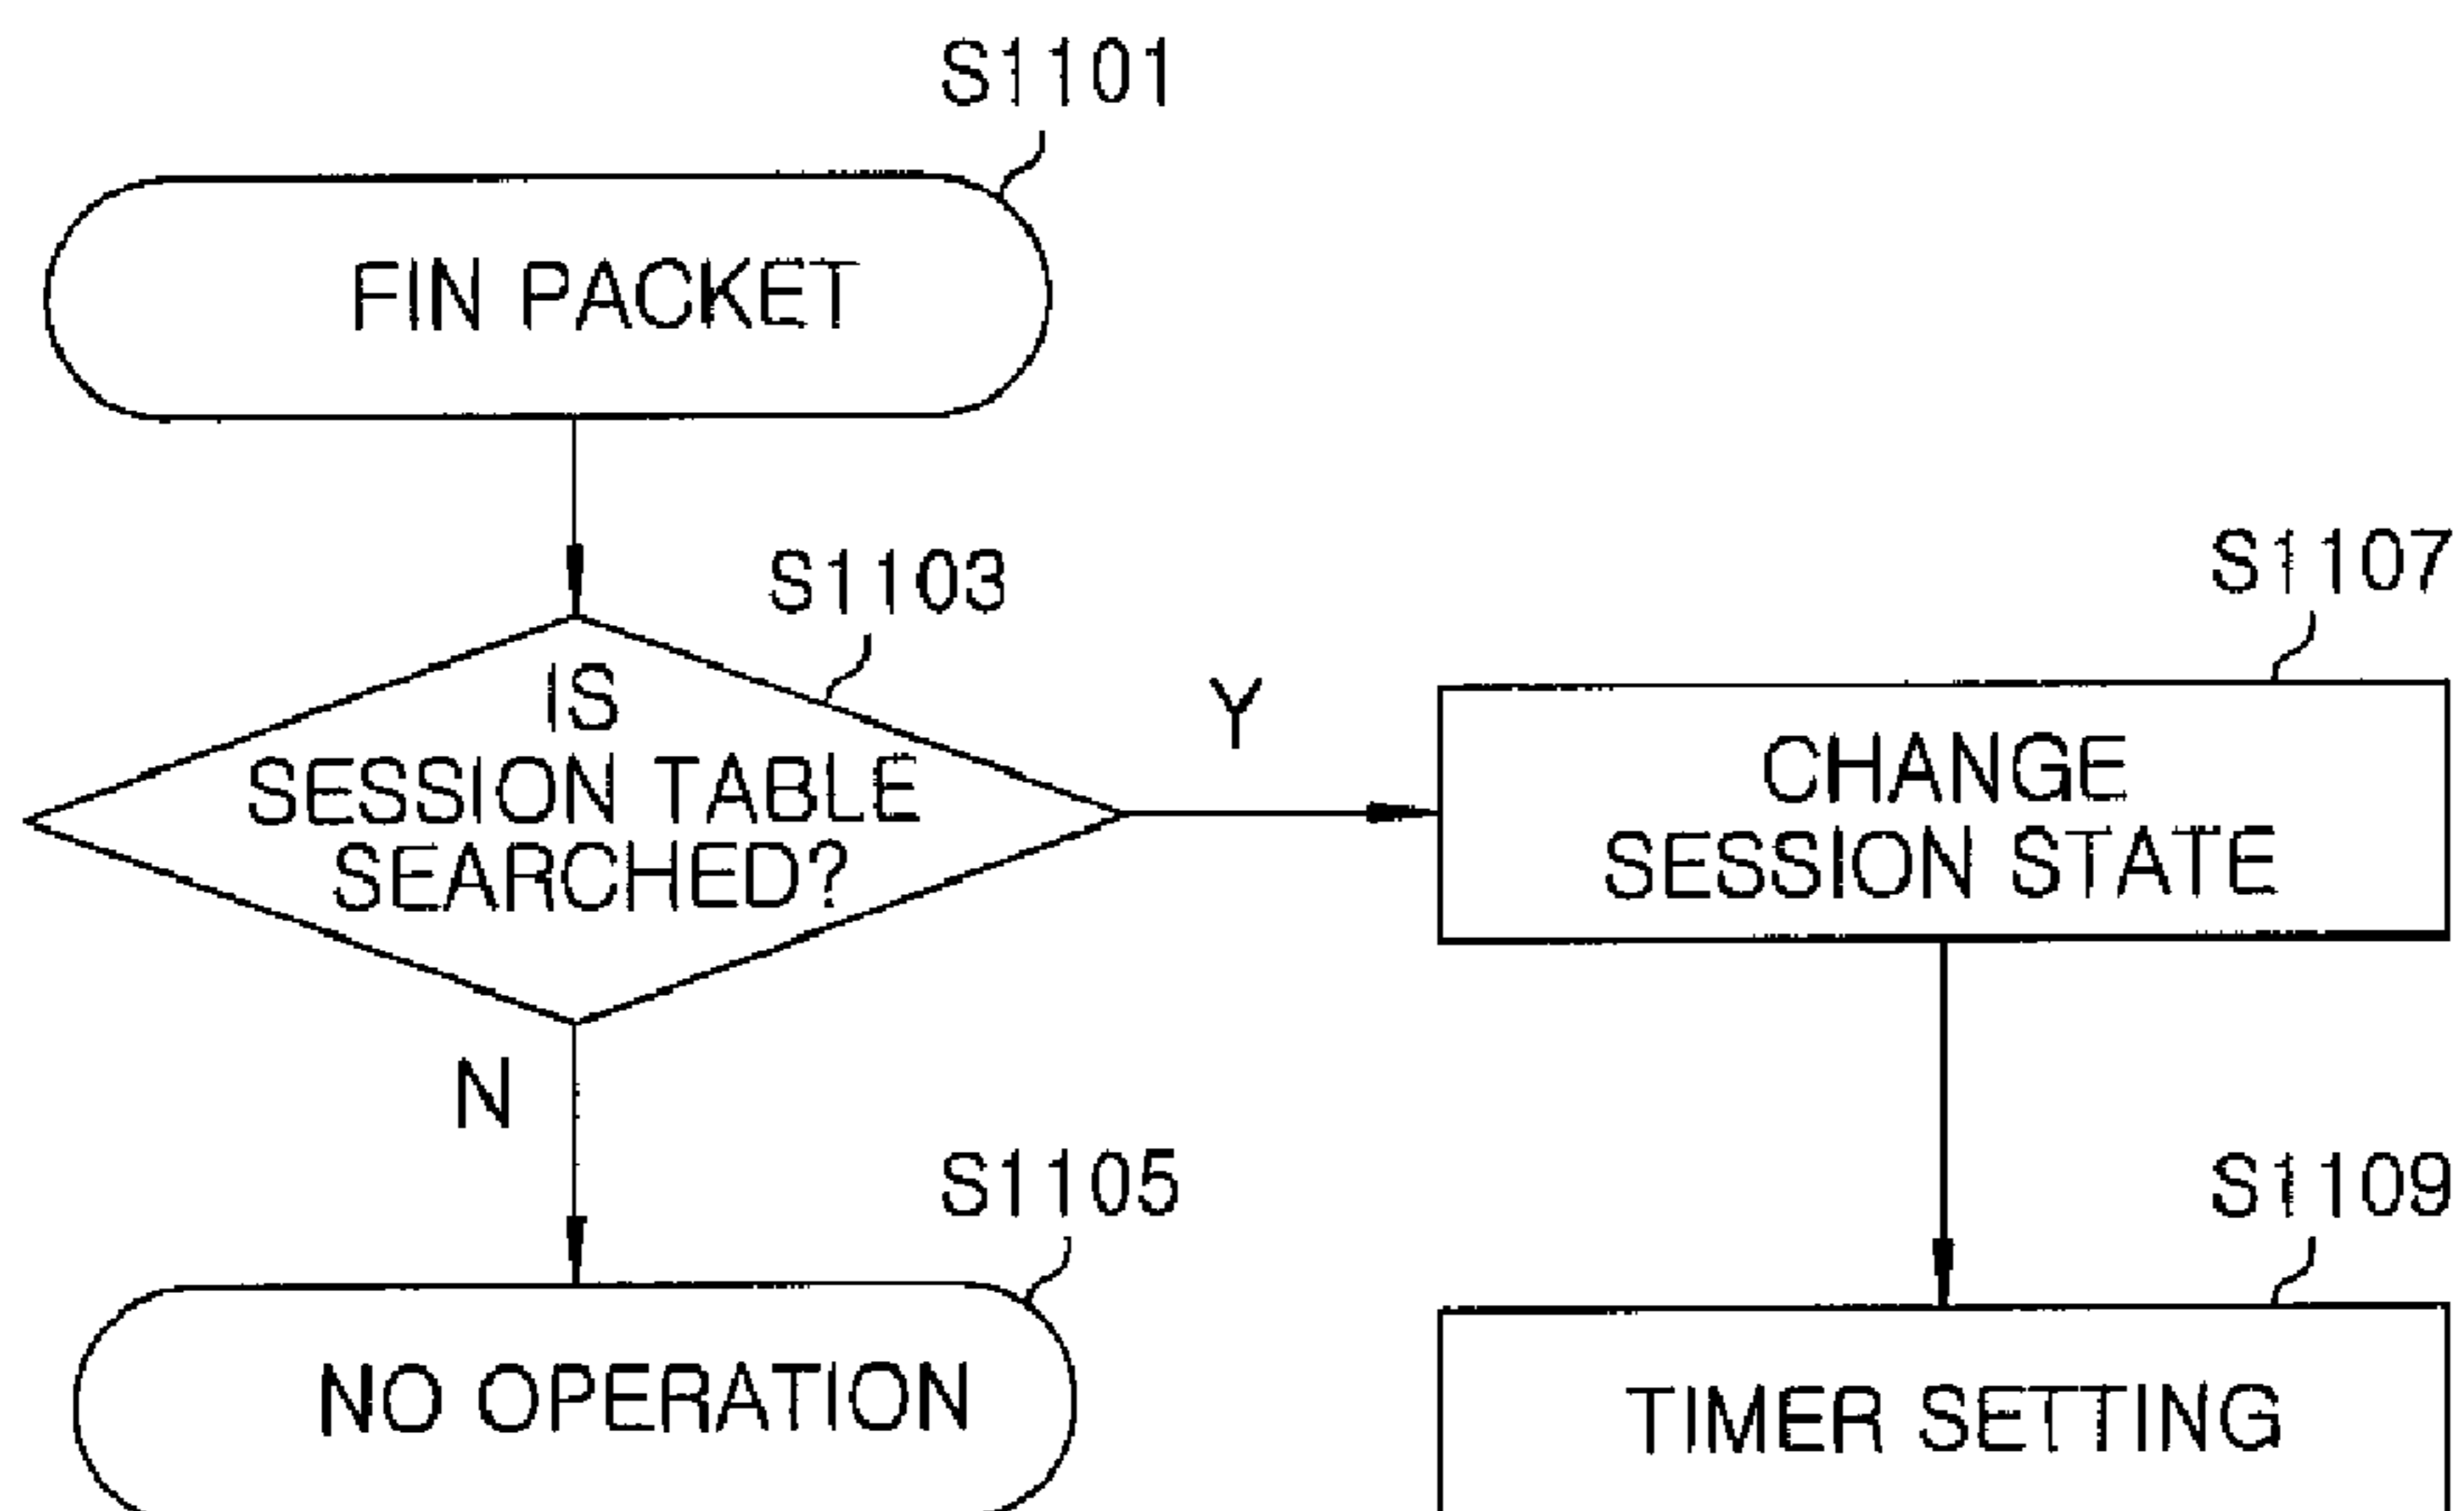 S1101
FIN PACKET
S1103
IS
SESSION TABLE
SEARCHED?
Y
S1107
CHANGE
SESSION STATE
N
S1105
NO OPERATION
S1109
TIMER SETTING